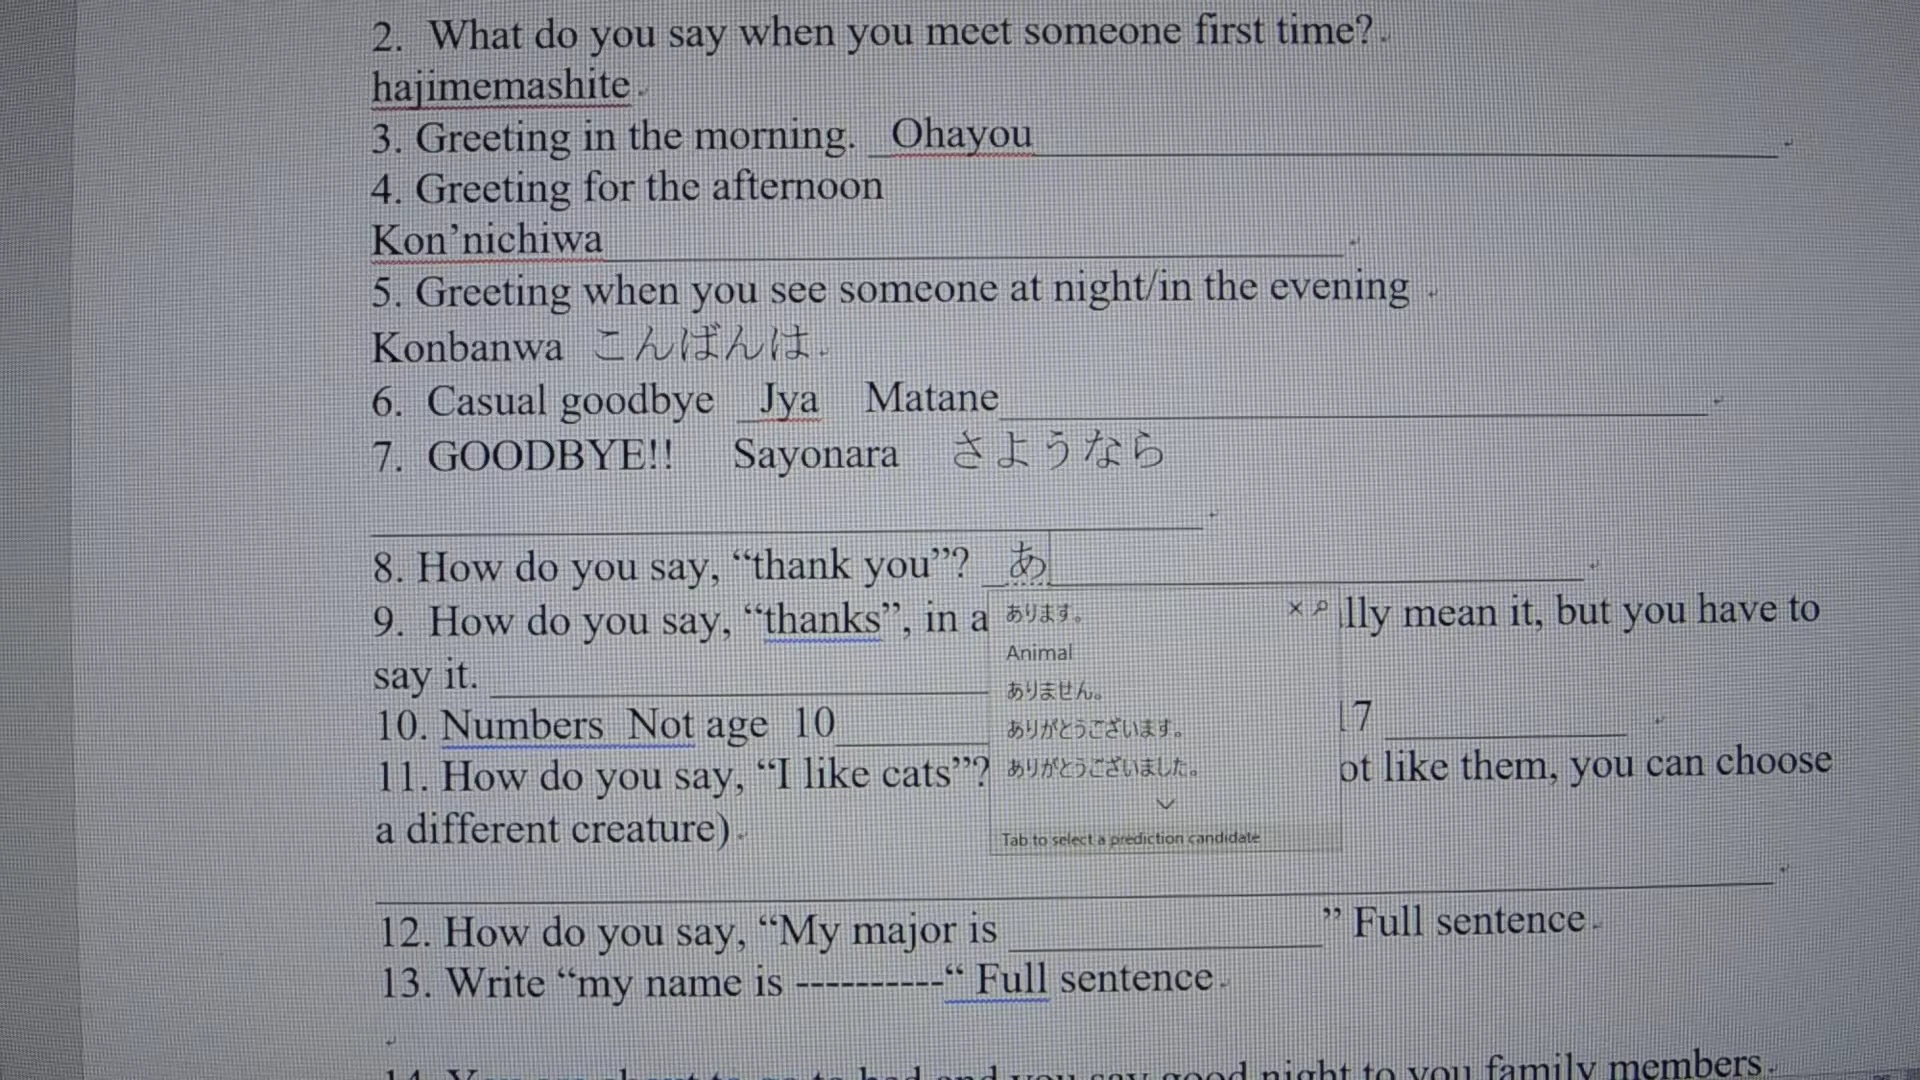 2. What do you say when you meet someone first time?
hajimemashite
3. Greeting in the morning. Ohayou
4. Greeting for the afternoon
Kon’nichiwa
5. Greeting when you see someone at night/in the evening
Konbanwa こんばんは
6. Casual goodbye Jya Matane
7. GOODBYE!! Sayonara さようなら
8. How do you say, “thank you”? あ
9. How do you say, “thanks”, in a lly mean it, but you have to
say it.
10. Numbers Not age 10 17
11. How do you say, “I like cats”? ot like them, you can choose
a different creature)
あります。
Animal
ありません。
ありがとうございます。
ありがとうございました。
Tab to select a prediction candidate
12. How do you say, “My major is ” Full sentence
13. Write “my name is ----------“ Full sentence
good night to you family members.